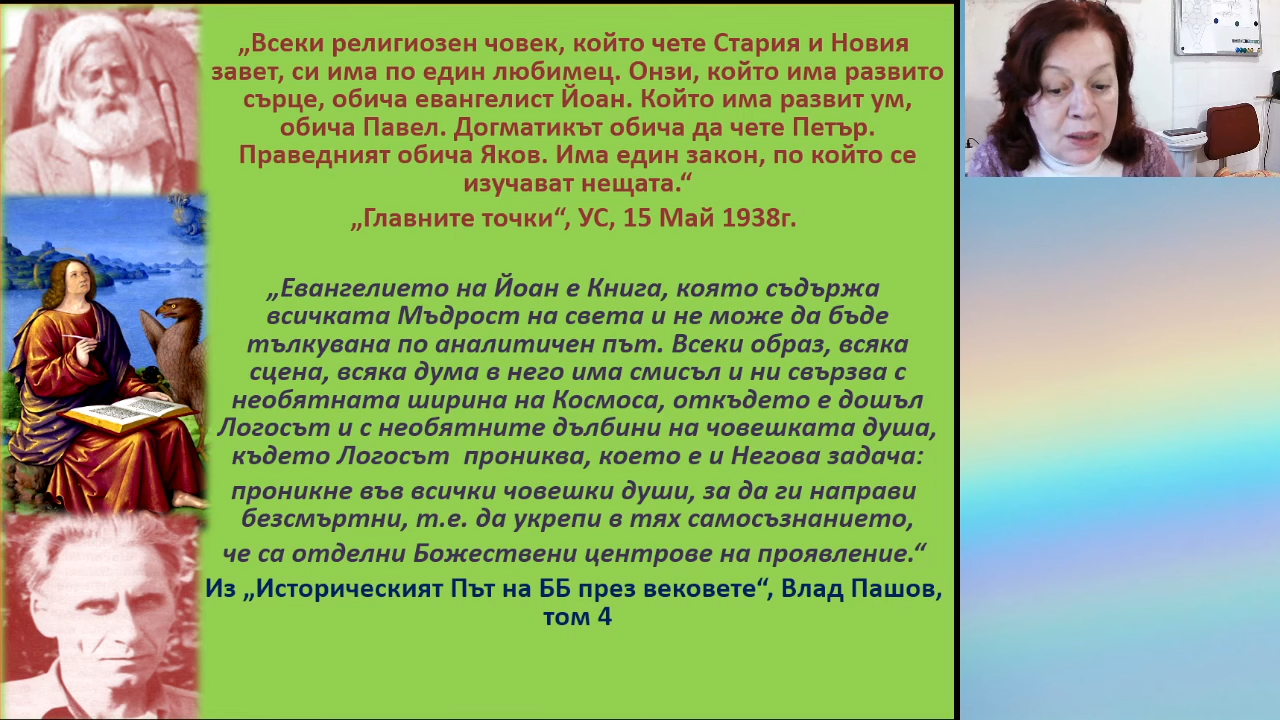 „Всеки религиозен човек, който чете Стария и Новия
завет, си има по един любимец. Онзи, който има развито
сърце, обича евангелист Йоан. Който има развит ум,
обича Павел. Догматикът обича да чете Петър.
Праведният обича Яков. Има един закон, по който се
изучават нещата.“
„Главните точки“, УС, 15 Май 1938г.
„Евангелието на Йоан е Книга, която съдържа
всичката Мъдрост на света и не може да бъде
тълкувана по аналитичен път. Всеки образ, всяка
сцена, всяка дума в него има смисъл и ни свързва с
необятната ширина на Космоса, откъдето е дошъл
Логосът и с необятните дълбини на човешката душа,
където Логосът  прониква, което е и Негова задача:
проникне във всички човешки души, за да ги направи
безсмъртни, т.е. да укрепи в тях самосъзнанието,
че са отделни Божествени центрове на проявление.“
Из „Историческият Път на ББ през вековете“, Влад Пашов,
том 4